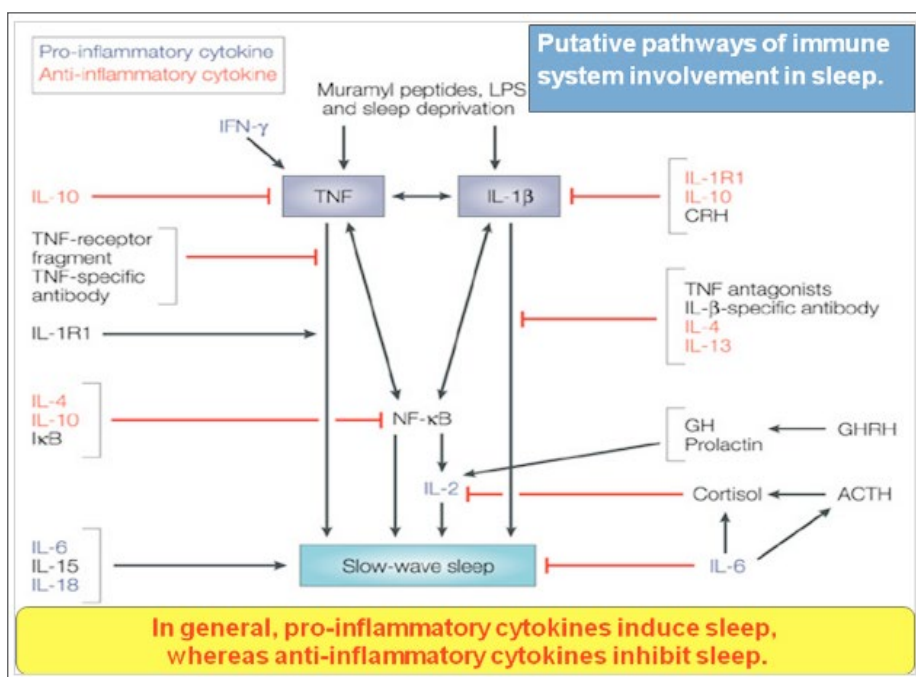 Pro-inflammatory cytokine
Anti-inflammatory cytokine
Putative pathways of immune
system involvement in sleep.
Muramyl peptides, LPS
and sleep deprivation
IFN-γ
IL-10
TNF
IL-1β
IL-1R1
IL-10
CRH
TNF-receptor
fragment
TNF-specific
antibody
TNF antagonists
IL-β-specific antibody
IL-4
IL-13
IL-1R1
IL-4
IL-10
IκB
NF-κB
GH
Prolactin
GHRH
IL-2
Cortisol
ACTH
IL-6
IL-15
IL-18
Slow-wave sleep
IL-6
In general, pro-inflammatory cytokines induce sleep,
whereas anti-inflammatory cytokines inhibit sleep.